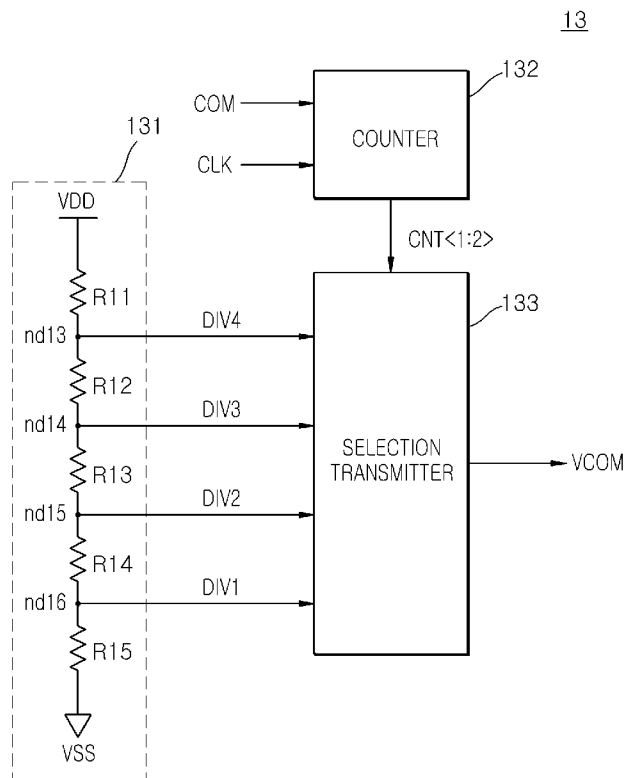 13
132
COM
CLK
COUNTER
131
CNT<1:2>
VDD
R11
133
nd13
DIV4
R12
nd14
DIV3
R13
SELECTION
TRANSMITTER
VCOM
nd15
DIV2
R14
nd16
DIV1
R15
VSS